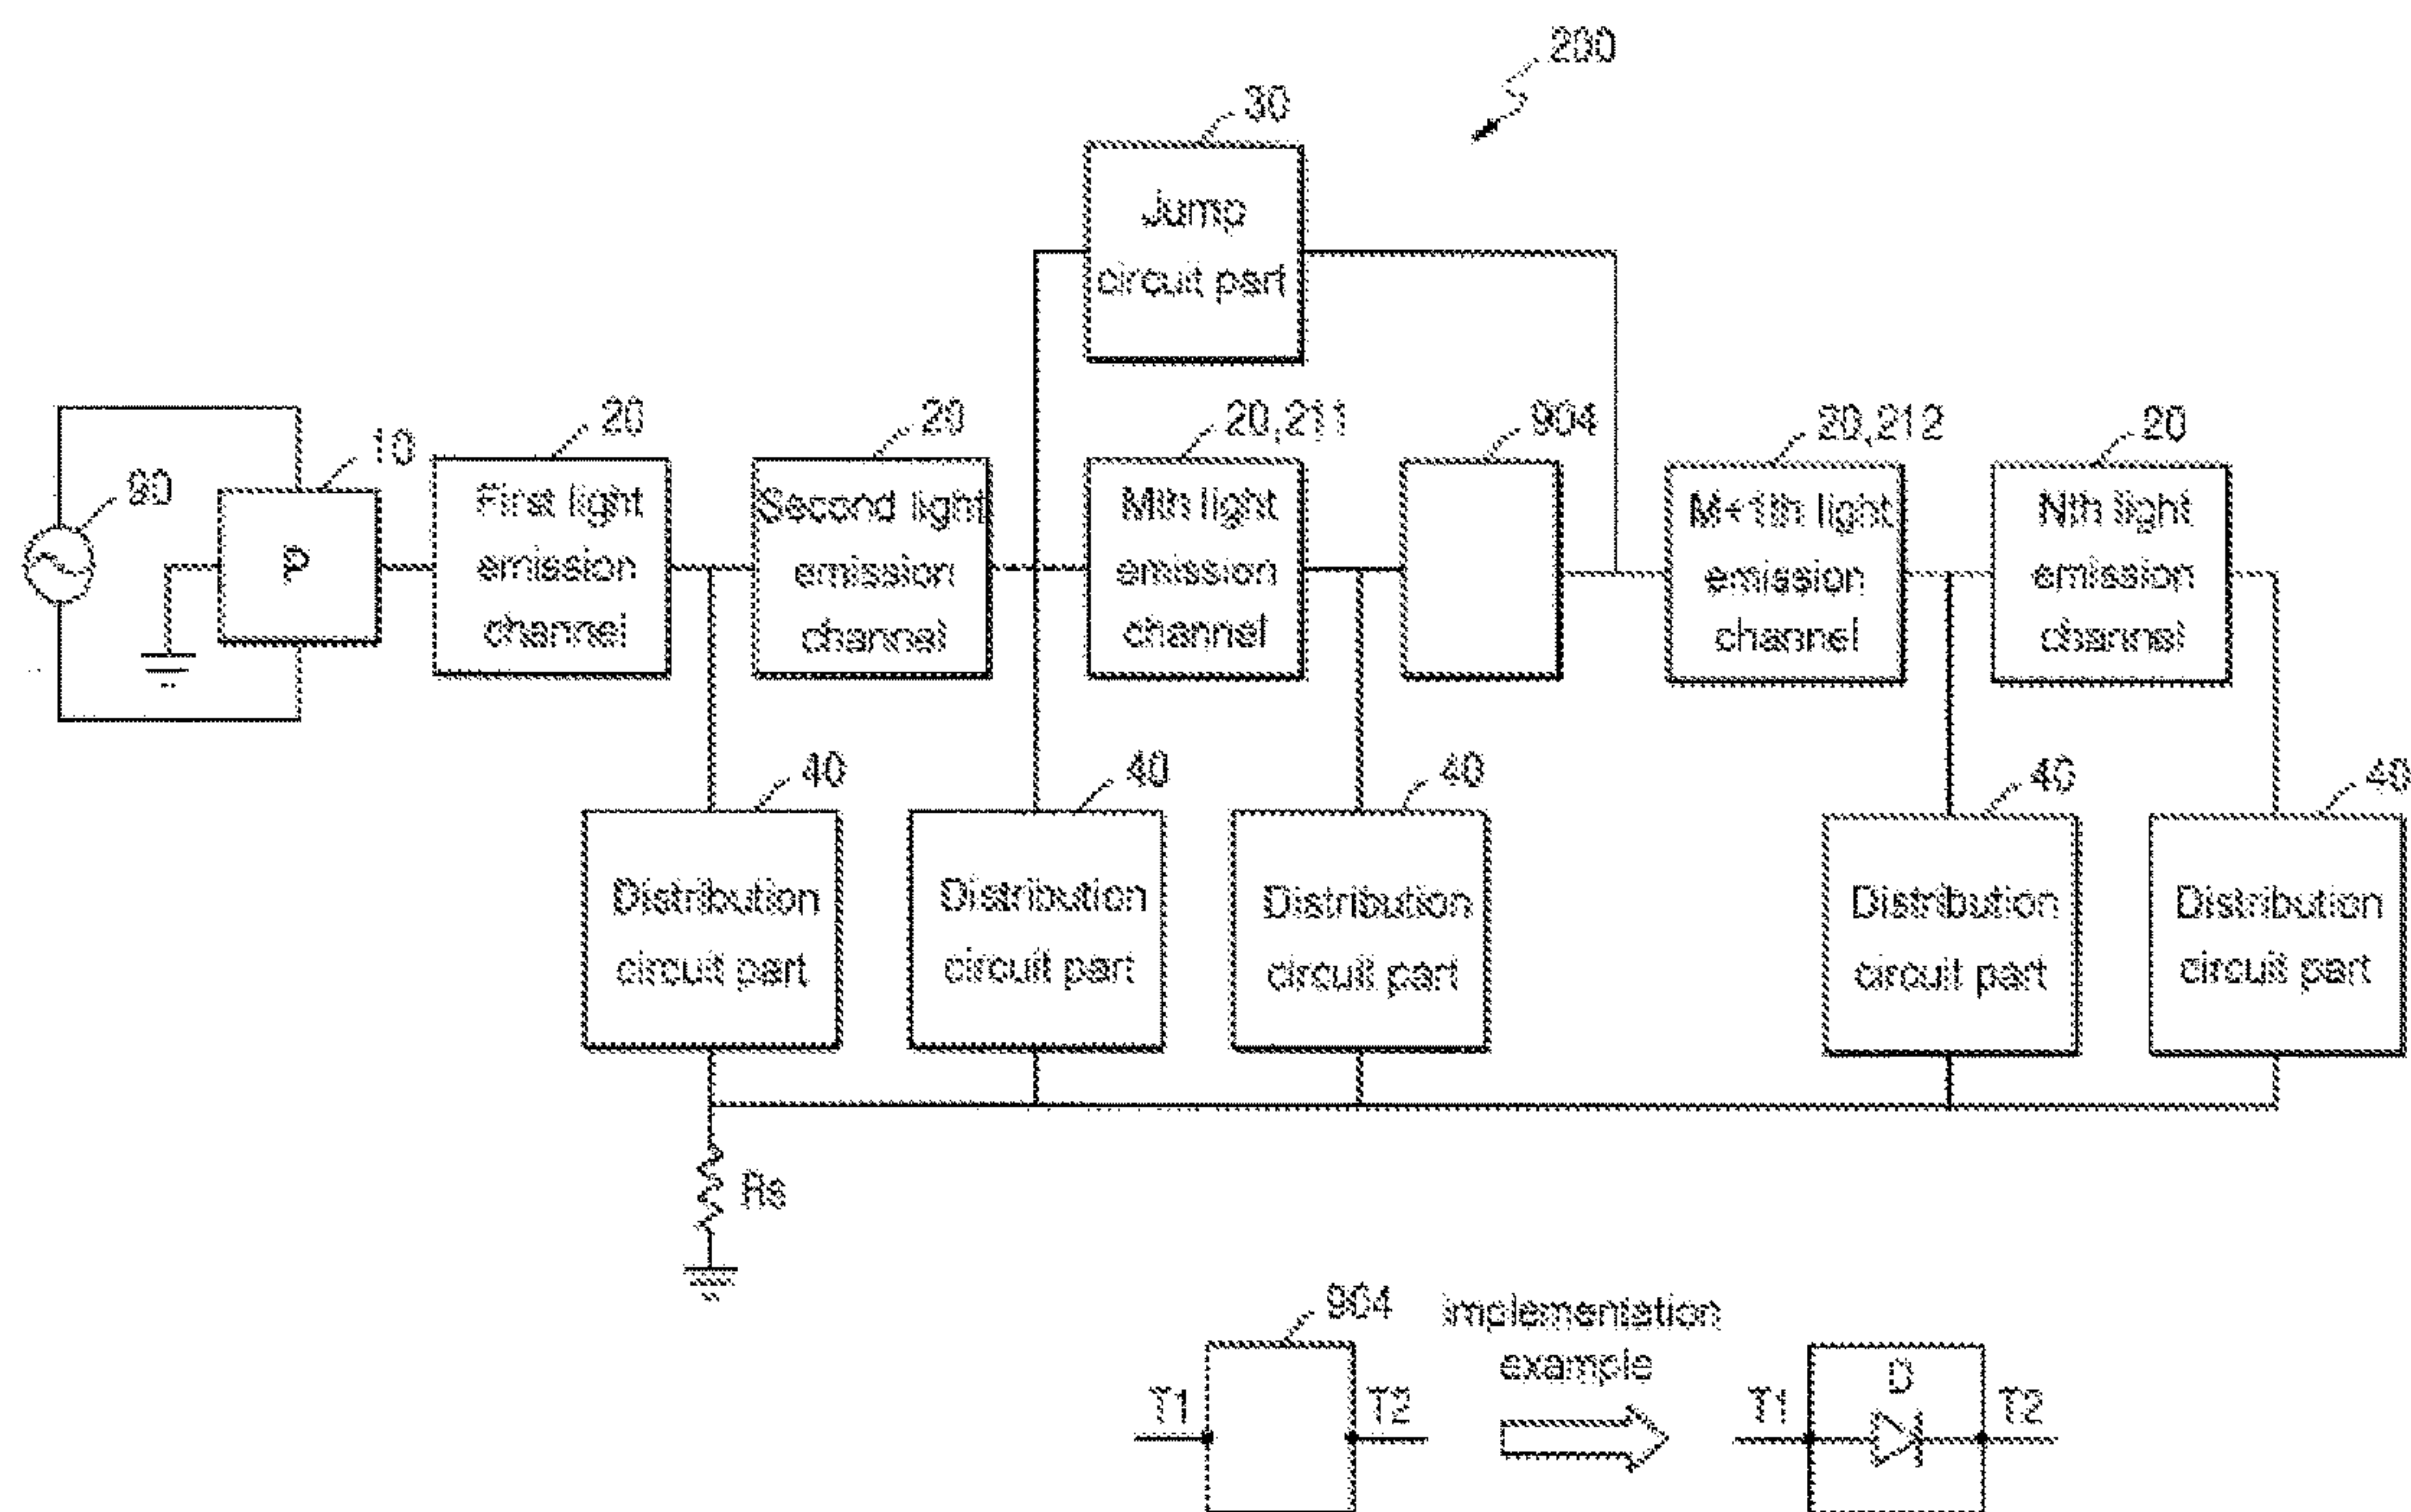 200
30
Jump
circuit part
90
10
P
20
First light
emission
channel
20
Second light
emission
channel
20,211
Mth light
emission
channel
904
20,212
M+1th light
emission
channel
20
Nth light
emission
channel
40
Distribution
circuit part
40
Distribution
circuit part
40
Distribution
circuit part
40
Distribution
circuit part
40
Distribution
circuit part
Rs
904
T1
T2
implementation
example
D
T1
T2